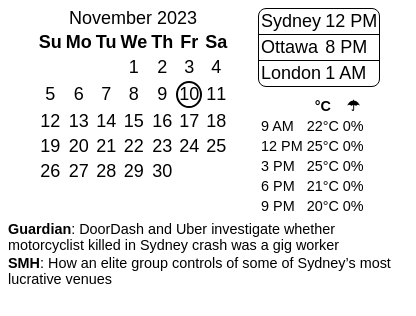 November 2023
Su Mo Tu We Th Fr Sa
1 2 3 4
5 6 7 8 9 10 11
12 13 14 15 16 17 18
19 20 21 22 23 24 25
26 27 28 29 30
Sydney 12 PM
Ottawa 8 PM
London 1 AM
°C ☂
9 AM 22°C 0%
12 PM 25°C 0%
3 PM 25°C 0%
6 PM 21°C 0%
9 PM 20°C 0%
Guardian: DoorDash and Uber investigate whether
motorcyclist killed in Sydney crash was a gig worker
SMH: How an elite group controls of some of Sydney’s most
lucrative venues